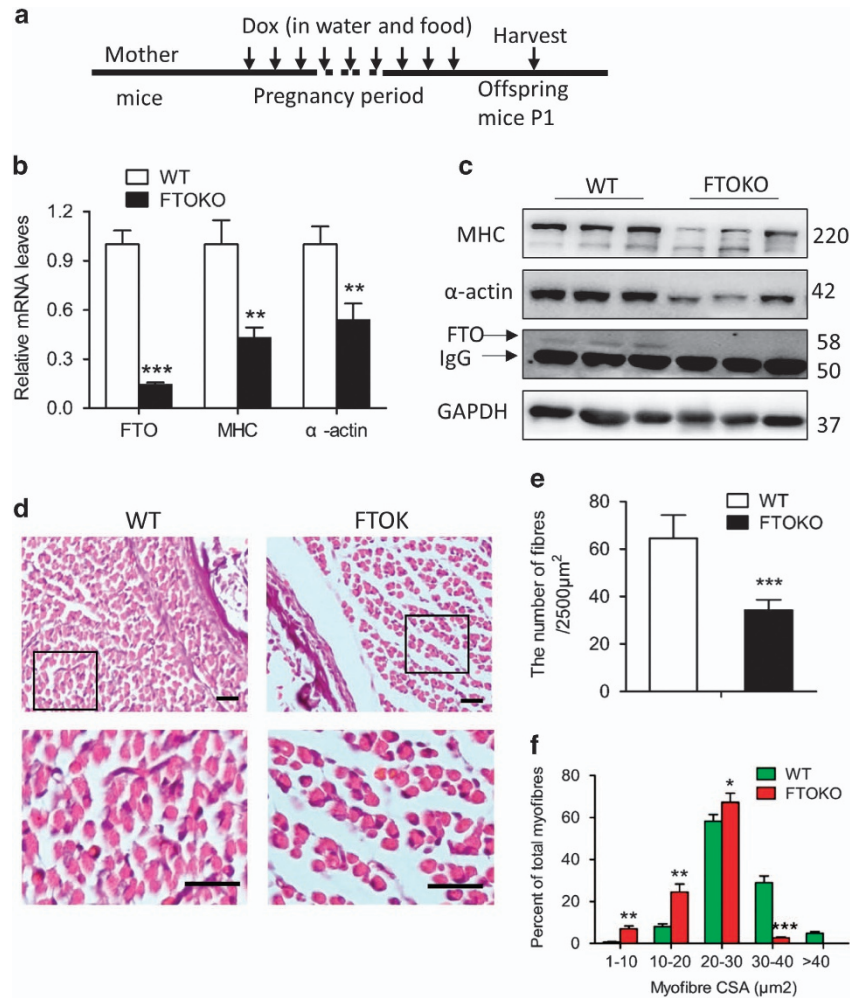 a
Dox (in water and food)
Harvest
Mother
mice
Pregnancy period
Offspring
mice P1
b
WT
FTOKO
Relative mRNA leaves
1.2
0.9
0.6
0.3
0.0
***
**
**
FTO MHC α -actin
c
WT FTOKO
MHC 220
α-actin 42
FTO 58
IgG 50
GAPDH 37
d
WT FTOK
e
WT
FTOKO
The number of fibres
/2500μm2
80
60
40
20
0
***
f
WT
FTOKO
Percent of total myofibres
80
60
40
20
0
**
**
*
***
1-10 10-20 20-30 30-40 >40
Myofibre CSA (μm2)